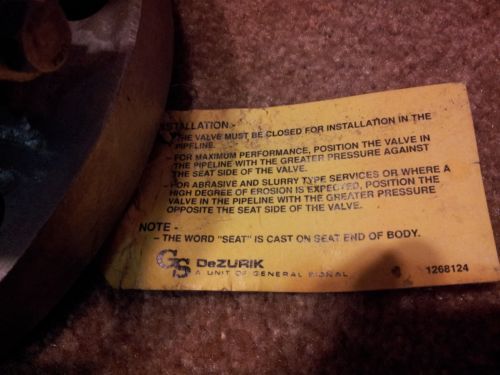 INSTALLATION -
- THE VALVE MUST BE CLOSED FOR INSTALLATION IN THE
PIPELINE.
- FOR MAXIMUM PERFORMANCE, POSITION THE VALVE IN
THE PIPELINE WITH THE GREATER PRESSURE AGAINST
THE SEAT SIDE OF THE VALVE.
- FOR ABRASIVE AND SLURRY TYPE SERVICES OR WHERE A
HIGH DEGREE OF EROSION IS EXPECTED, POSITION THE
VALVE IN THE PIPELINE WITH THE GREATER PRESSURE
OPPOSITE THE SEAT SIDE OF THE VALVE.
NOTE -
- THE WORD "SEAT" IS CAST ON SEAT END OF BODY.
GS DeZURIK
A UNIT OF GENERAL SIGNAL
1268124